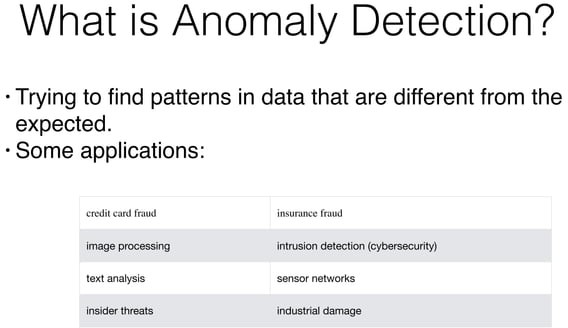 What is Anomaly Detection?
• Trying to find patterns in data that are different from the
expected.
• Some applications:
credit card fraud insurance fraud
image processing intrusion detection (cybersecurity)
text analysis sensor networks
insider threats industrial damage